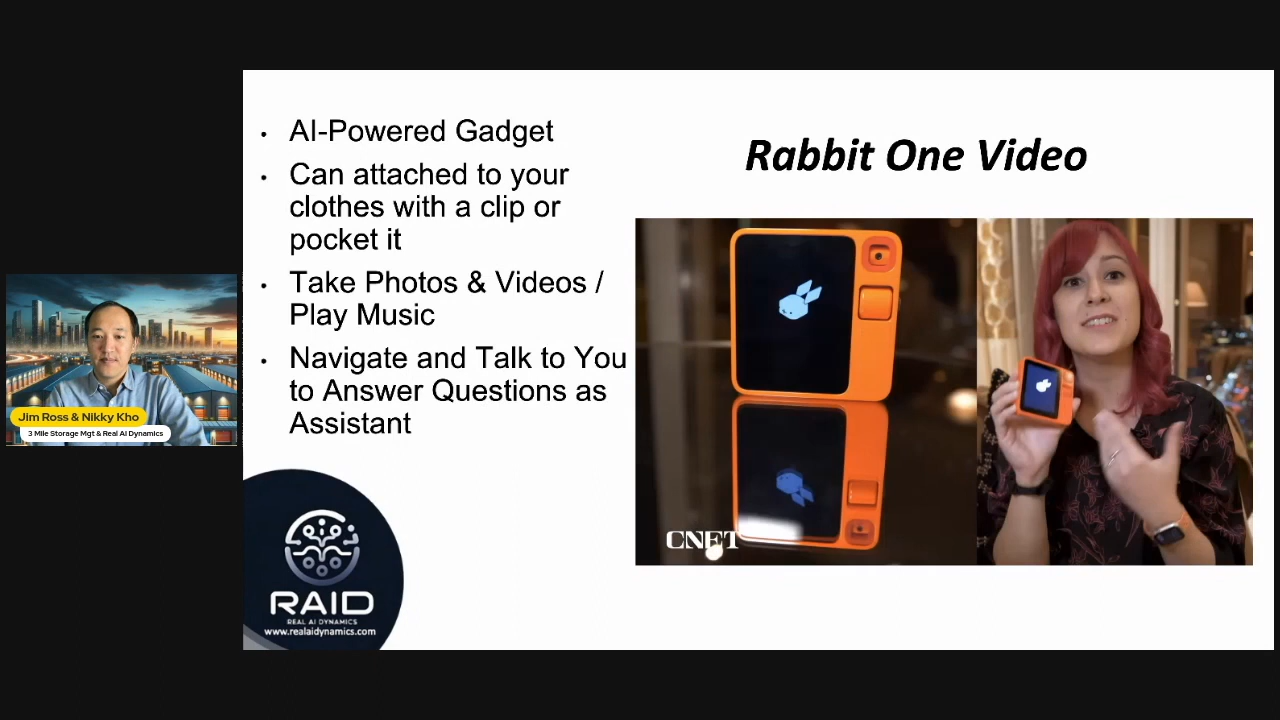 AI-Powered Gadget
Can attached to your
clothes with a clip or
pocket it
Take Photos & Videos /
Play Music
Navigate and Talk to You
to Answer Questions as
Assistant
Rabbit One Video
CNET
Jim Ross & Nikky Kho
3 Mile Storage Mgt & Real AI Dynamics
RAID
REAL AI DYNAMICS
www.realaidynamics.com